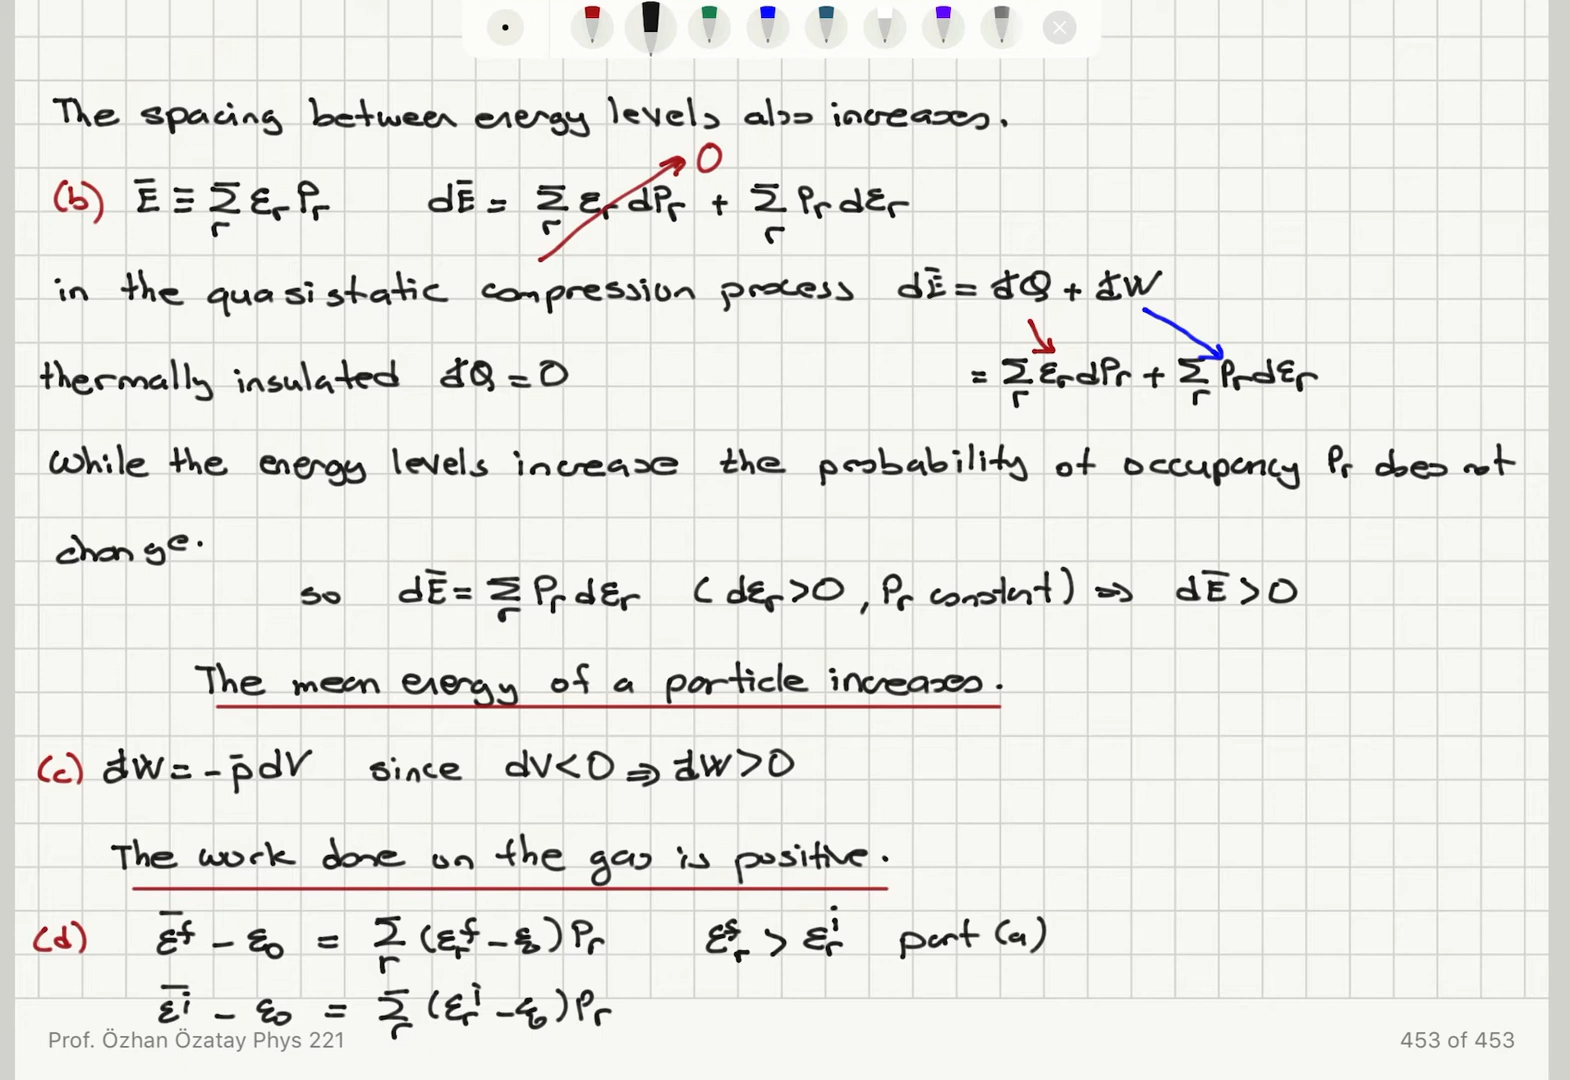 The spacing between energy levels also increases.
0
(b) Ē ≡ Σ_r ε_r P_r dĒ = Σ_r ε_r dP_r + Σ_r P_r dε_r
in the quasistatic compression process dĒ = đQ + đW
thermally insulated đQ = 0 = Σ_r ε_r dP_r + Σ_r P_r dε_r
While the energy levels increase the probability of occupancy P_r does not
change.
so dĒ = Σ_r P_r dε_r (dε_r > 0, P_r constant) ⇒ dĒ > 0
The mean energy of a particle increases.
(c) đW = -p̄ dV since dV < 0 ⇒ đW > 0
The work done on the gas is positive.
(d) ε̄^f - ε_0 = Σ_r (ε_r^f - ε_0) P_r ε_r^f > ε_r^i part (a)
ε̄^i - ε_0 = Σ_r (ε_r^i - ε_0) P_r
Prof. Özhan Özatay Phys 221
453 of 453